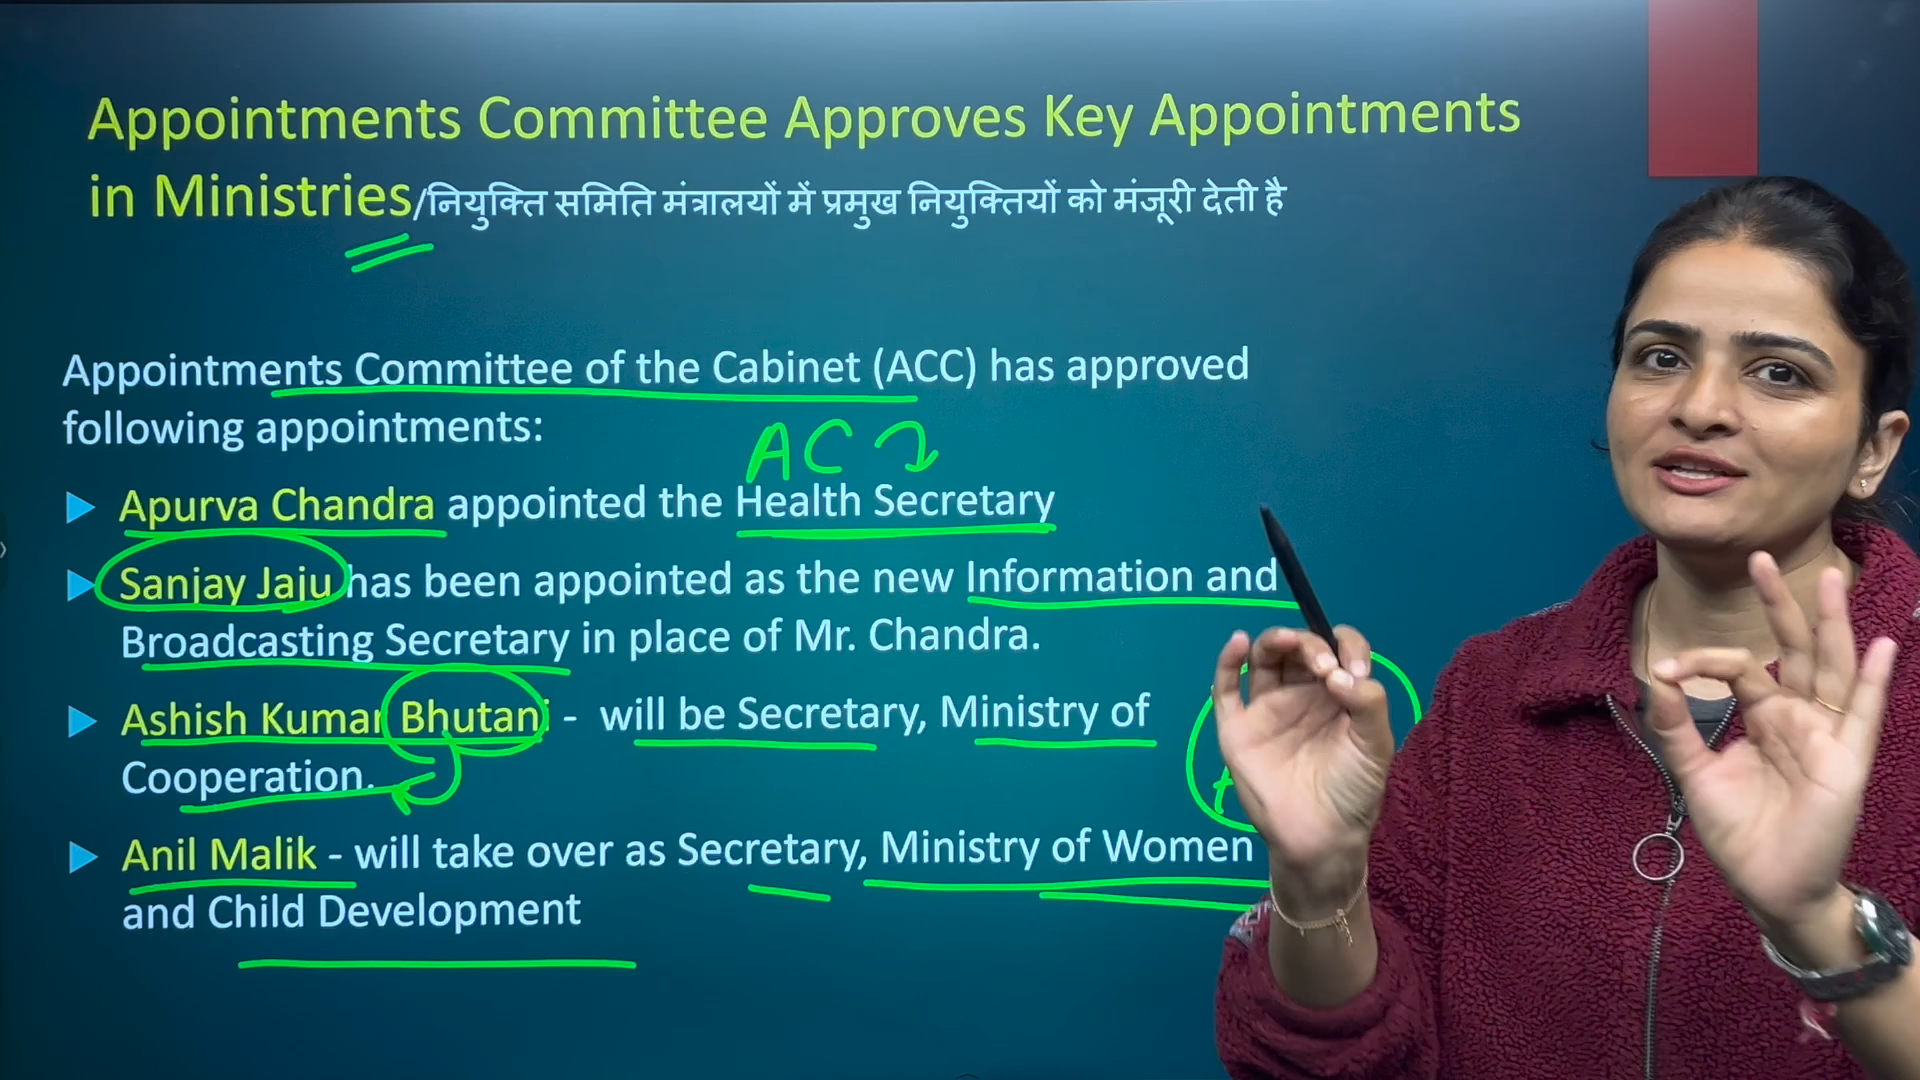 Appointments Committee Approves Key Appointments
in Ministries/नियुक्ति समिति मंत्रालयों में प्रमुख नियुक्तियों को मंजूरी देती है
Appointments Committee of the Cabinet (ACC) has approved
following appointments:
AC
Apurva Chandra appointed the Health Secretary
Sanjay Jaju has been appointed as the new Information and
Broadcasting Secretary in place of Mr. Chandra.
Ashish Kumar Bhutani - will be Secretary, Ministry of
Cooperation.
Anil Malik - will take over as Secretary, Ministry of Women
and Child Development